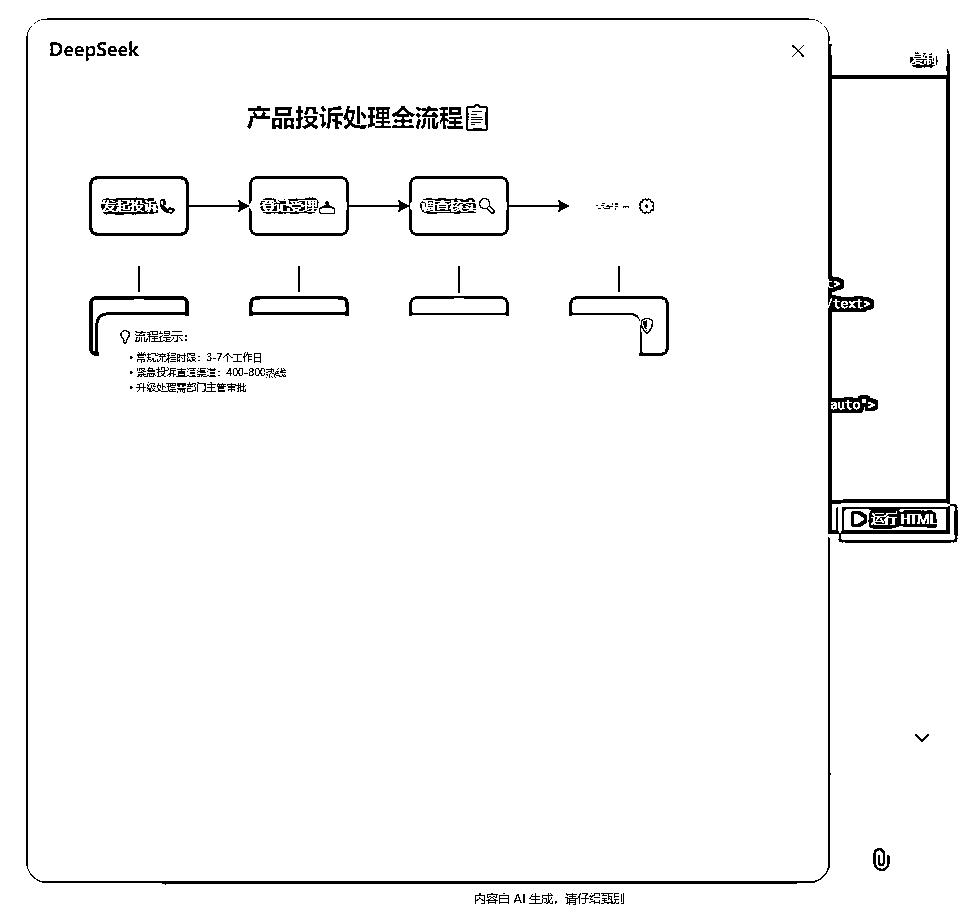 DeepSeek
复制
产品投诉处理全流程
发起投诉
登记受理
调查核实
流程提示：
• 常规流程时限：3-7个工作日
• 紧急投诉直通渠道：400-800热线
• 升级处理需部门主管审批
t>
/text>
auto">
运行 HTML
内容由 AI 生成，请仔细甄别